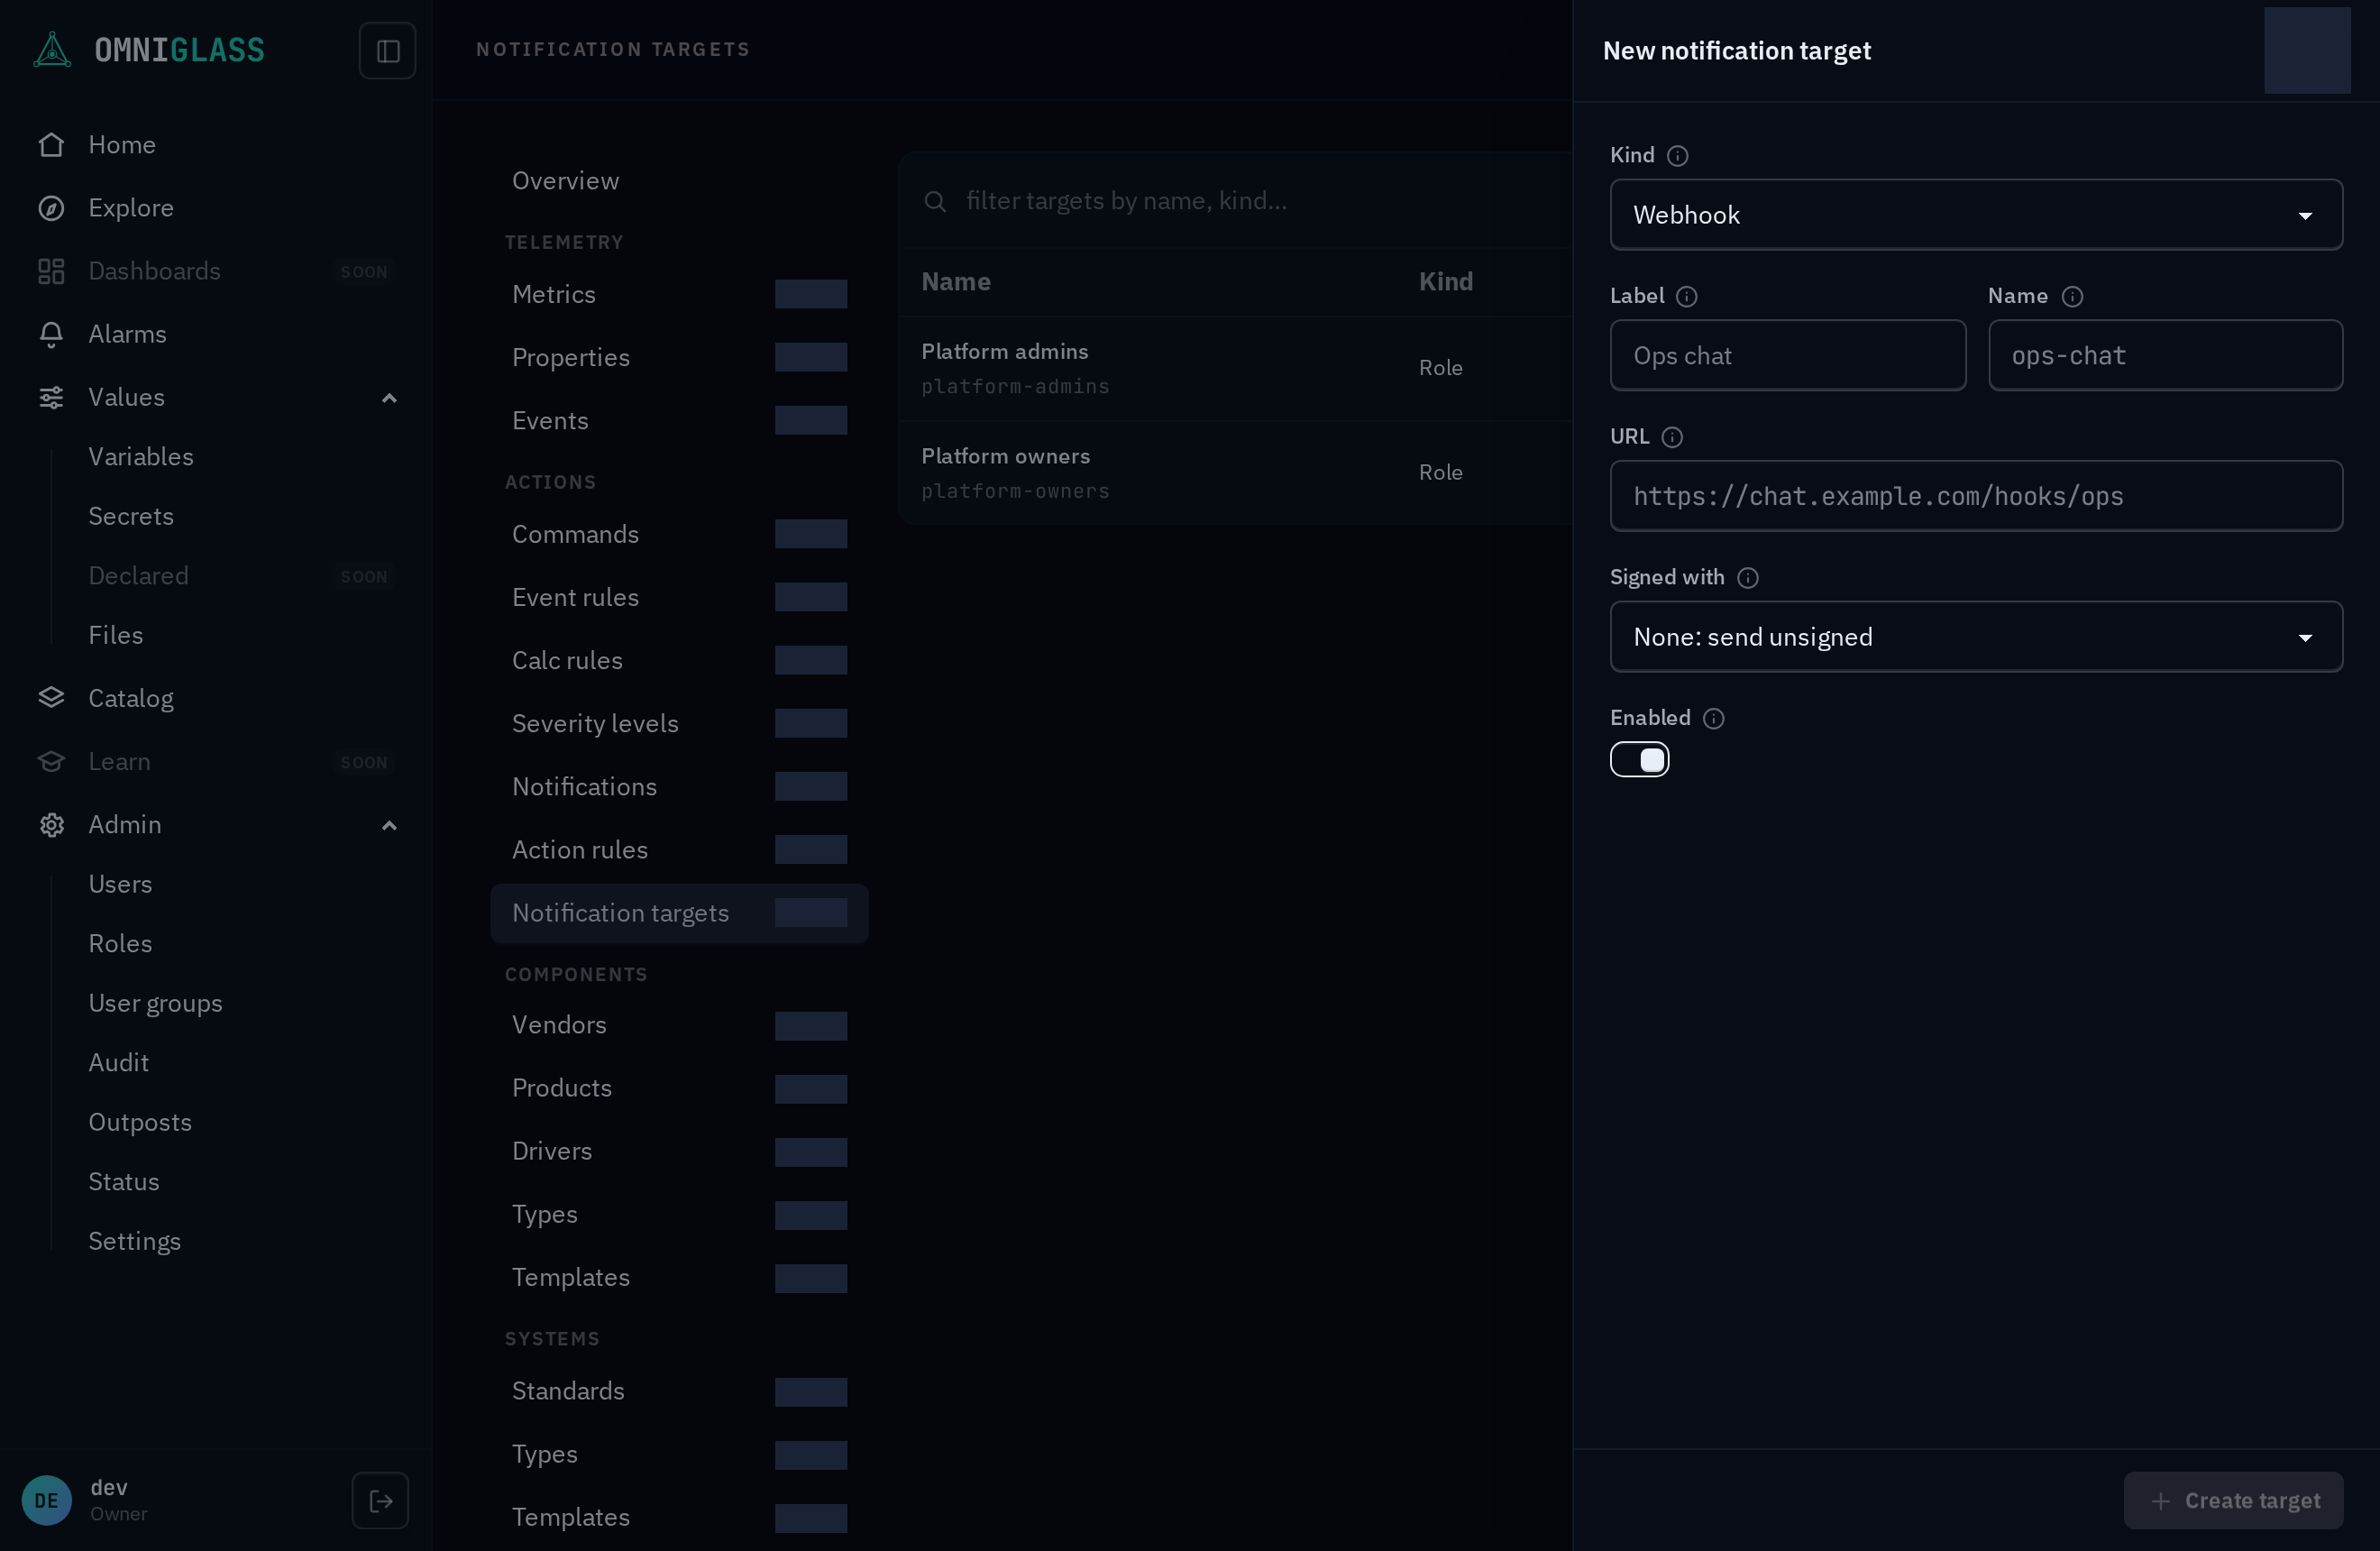 OMNIGLASS
Home
Explore
Dashboards SOON
Alarms
Values
Variables
Secrets
Declared SOON
Files
Catalog
Learn SOON
Admin
Users
Roles
User groups
Audit
Outposts
Status
Settings
DE dev
Owner
NOTIFICATION TARGETS
Overview
TELEMETRY
Metrics
Properties
Events
ACTIONS
Commands
Event rules
Calc rules
Severity levels
Notifications
Action rules
Notification targets
COMPONENTS
Vendors
Products
Drivers
Types
Templates
SYSTEMS
Standards
Types
Templates
filter targets by name, kind...
Name Kind
Platform admins
platform-admins
Role
Platform owners
platform-owners
Role
New notification target
Kind
Webhook
Label Name
Ops chat ops-chat
URL
https://chat.example.com/hooks/ops
Signed with
None: send unsigned
Enabled
Create target